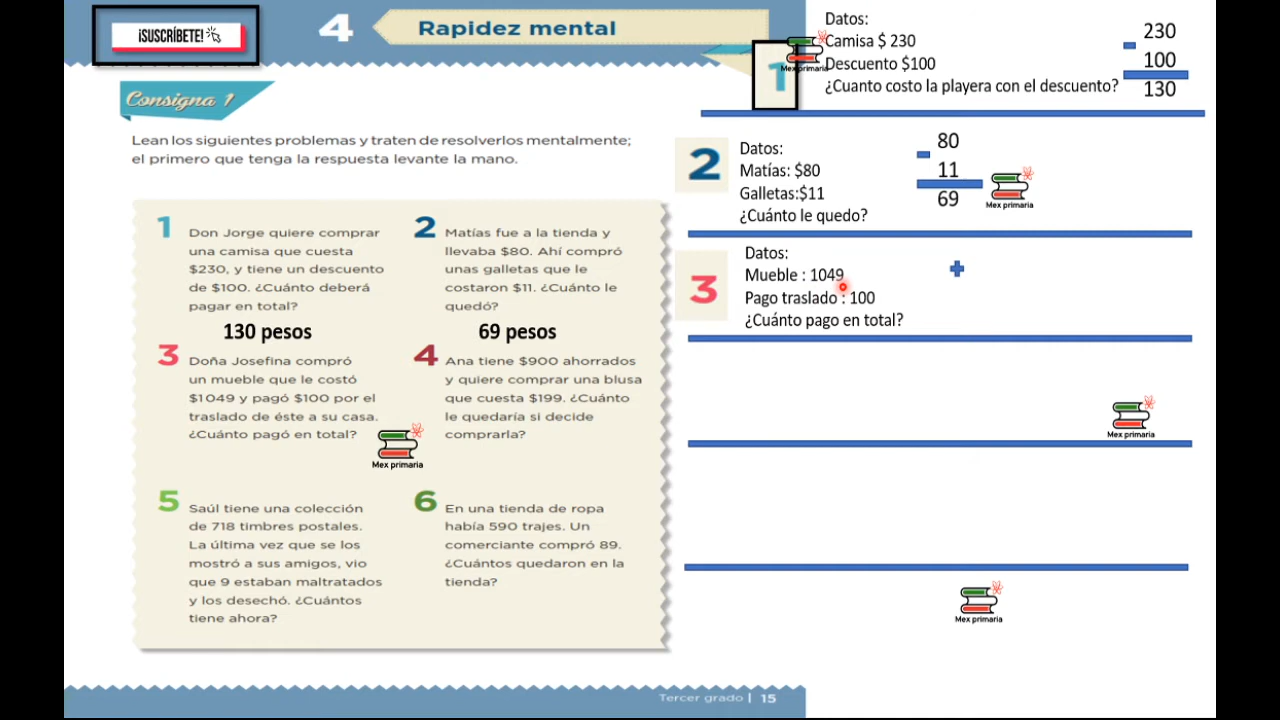 ¡SUSCRÍBETE!
4
Rapidez mental
Consigna 1
Lean los siguientes problemas y traten de resolverlos mentalmente;
el primero que tenga la respuesta levante la mano.
1
Don Jorge quiere comprar
una camisa que cuesta
$230, y tiene un descuento
de $100. ¿Cuánto deberá
pagar en total?
130 pesos
2
Matías fue a la tienda y
llevaba $80. Ahí compró
unas galletas que le
costaron $11. ¿Cuánto le
quedó?
69 pesos
3
Doña Josefina compró
un mueble que le costó
$1049 y pagó $100 por el
traslado de éste a su casa.
¿Cuánto pagó en total?
Mex primaria
4
Ana tiene $900 ahorrados
y quiere comprar una blusa
que cuesta $199. ¿Cuánto
le quedaría si decide
comprarla?
5
Saúl tiene una colección
de 718 timbres postales.
La última vez que se los
mostró a sus amigos, vio
que 9 estaban maltratados
y los desechó. ¿Cuántos
tiene ahora?
6
En una tienda de ropa
había 590 trajes. Un
comerciante compró 89.
¿Cuántos quedaron en la
tienda?
Tercer grado | 15
1
Mex primaria
Datos:
Camisa $ 230
Descuento $100
¿Cuanto costo la playera con el descuento?
230
-
100
130
2
Datos:
Matías: $80
Galletas:$11
¿Cuánto le quedo?
80
-
11
69
Mex primaria
3
Datos:
Mueble : 1049
Pago traslado : 100
¿Cuánto pago en total?
+
Mex primaria
Mex primaria